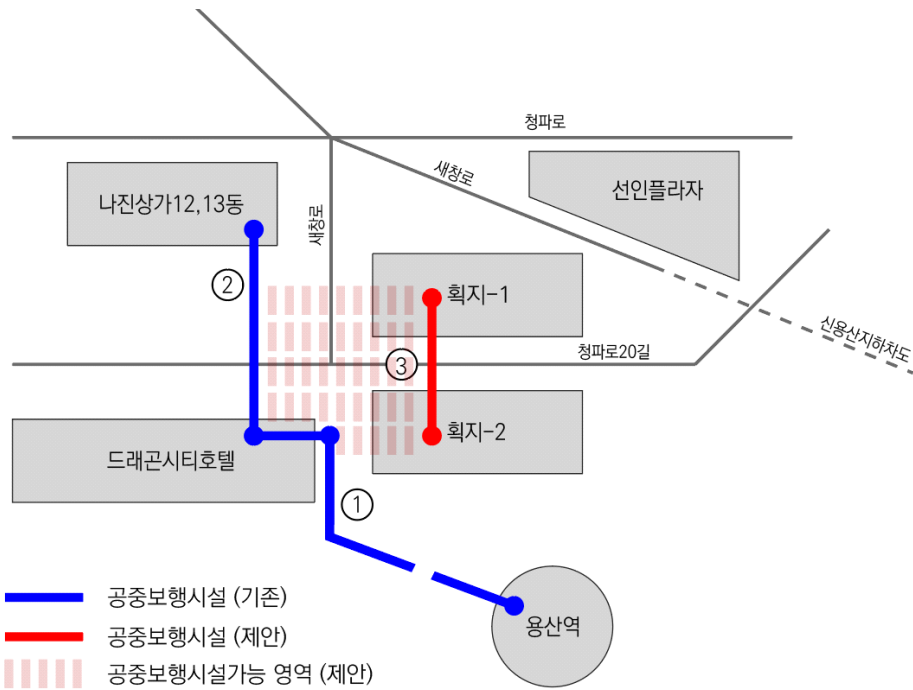 청파로
새창로
선인플라자
나진상가12,13동
새창로
②
획지-1
신용산지하차도
청파로20길
③
획지-2
드래곤시티호텔
①
공중보행시설 (기존)
용산역
공중보행시설 (제안)
공중보행시설가능 영역 (제안)